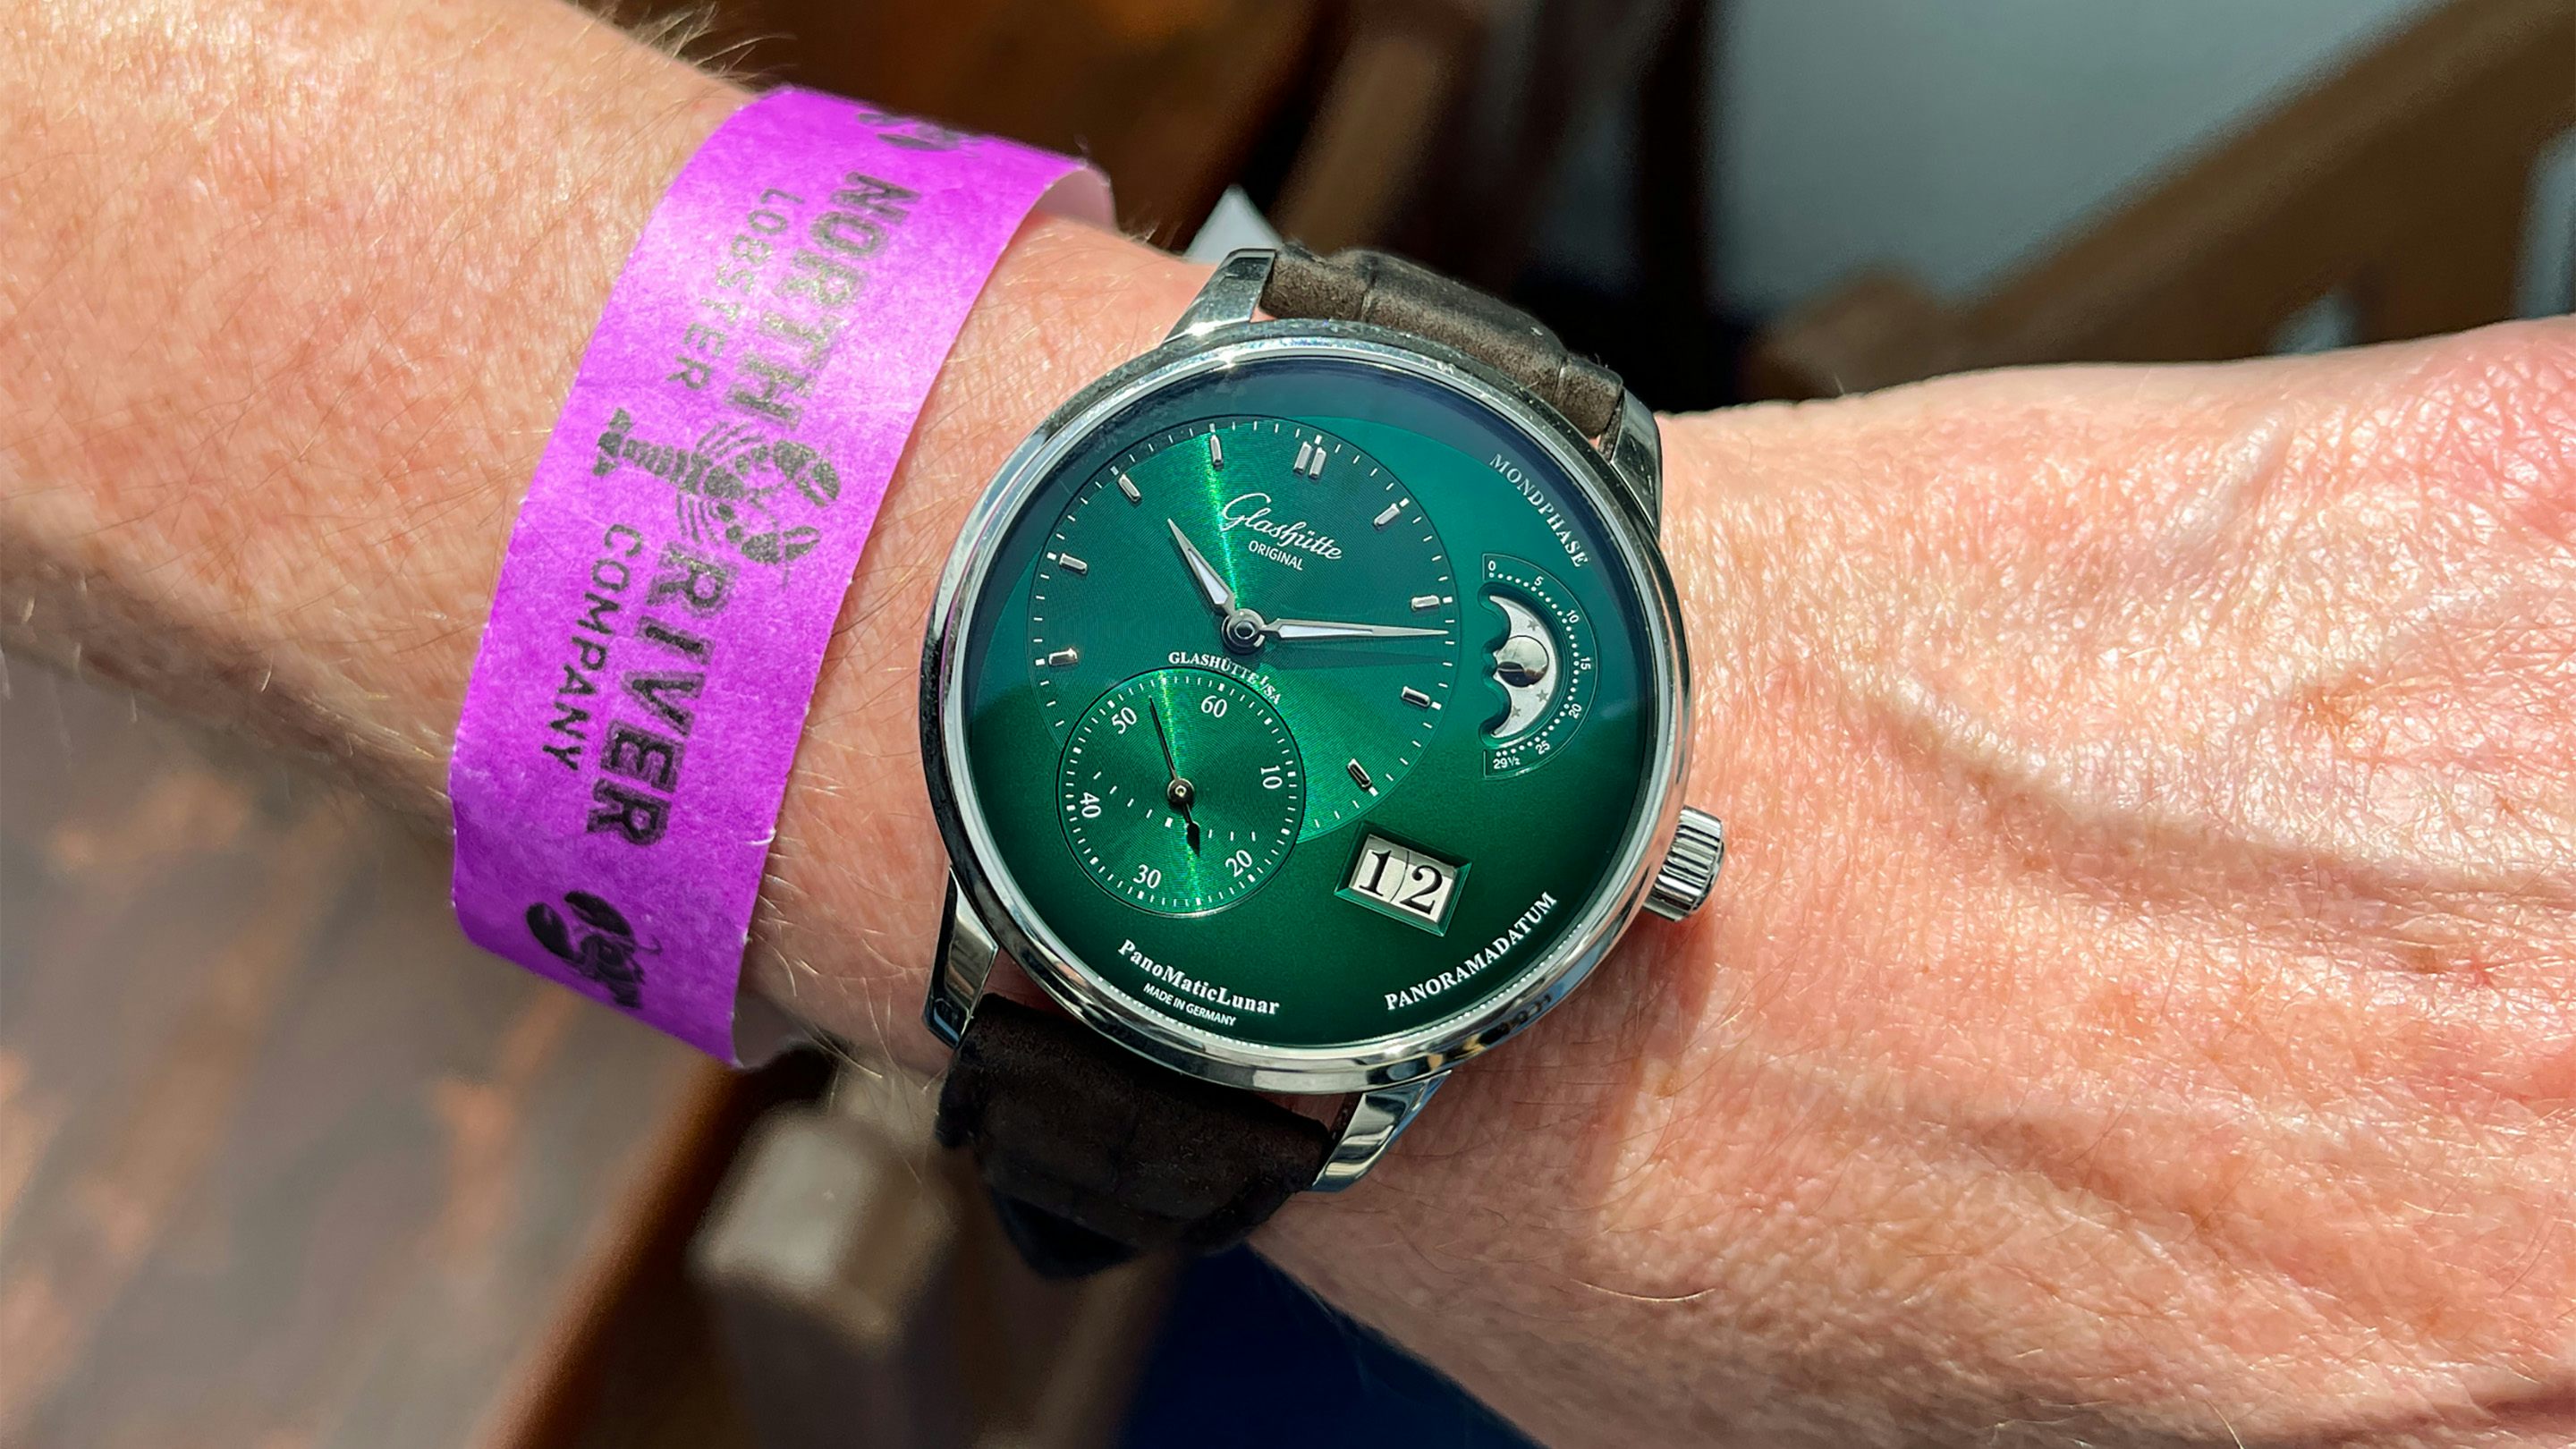 NORTH RIVER
LOBSTER COMPANY
Glashütte
ORIGINAL
GLASHÜTTE I/SA
60
10
20
30
40
50
MONDPHASE
0
5
10
15
20
25
29½
12
PANORAMADATUM
PanoMaticLunar
MADE IN GERMANY